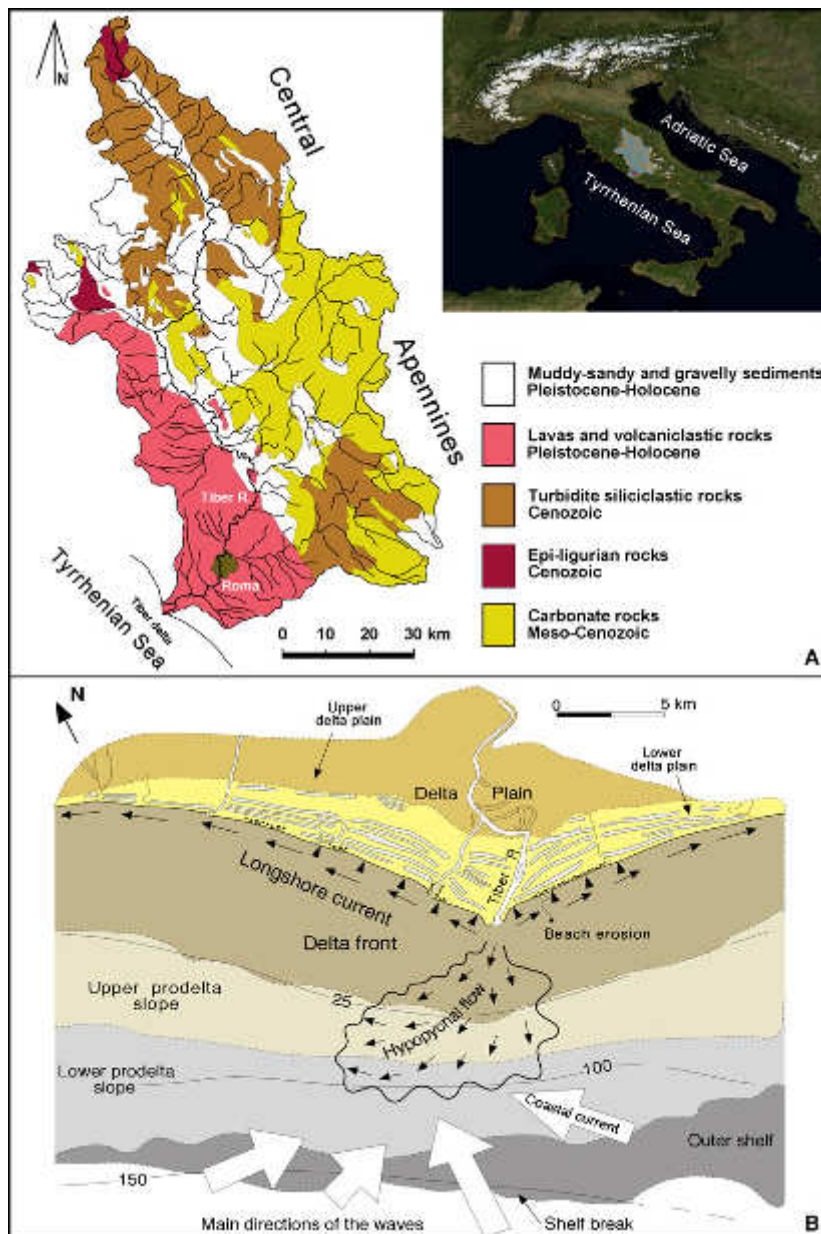 N
Central
Apennines
Adriatic Sea
Tyrrhenian Sea
Muddy-sandy and gravelly sediments
Pleistocene-Holocene
Lavas and volcaniclastic rocks
Pleistocene-Holocene
Turbidite siliciclastic rocks
Cenozoic
Epi-ligurian rocks
Cenozoic
Carbonate rocks
Meso-Cenozoic
Tiber R.
Roma
Tyrrhenian Sea
Tiber delta
0 10 20 30 km
A
N
Upper
delta plain
0 5 km
Lower
delta plain
Delta Plain
Tiber R.
Longshore current
Beach erosion
Delta front
Upper prodelta
slope
25
Hypopycnal flow
Lower prodelta
slope
100
Coastal current
Outer shelf
150
Main directions of the waves
Shelf break
B